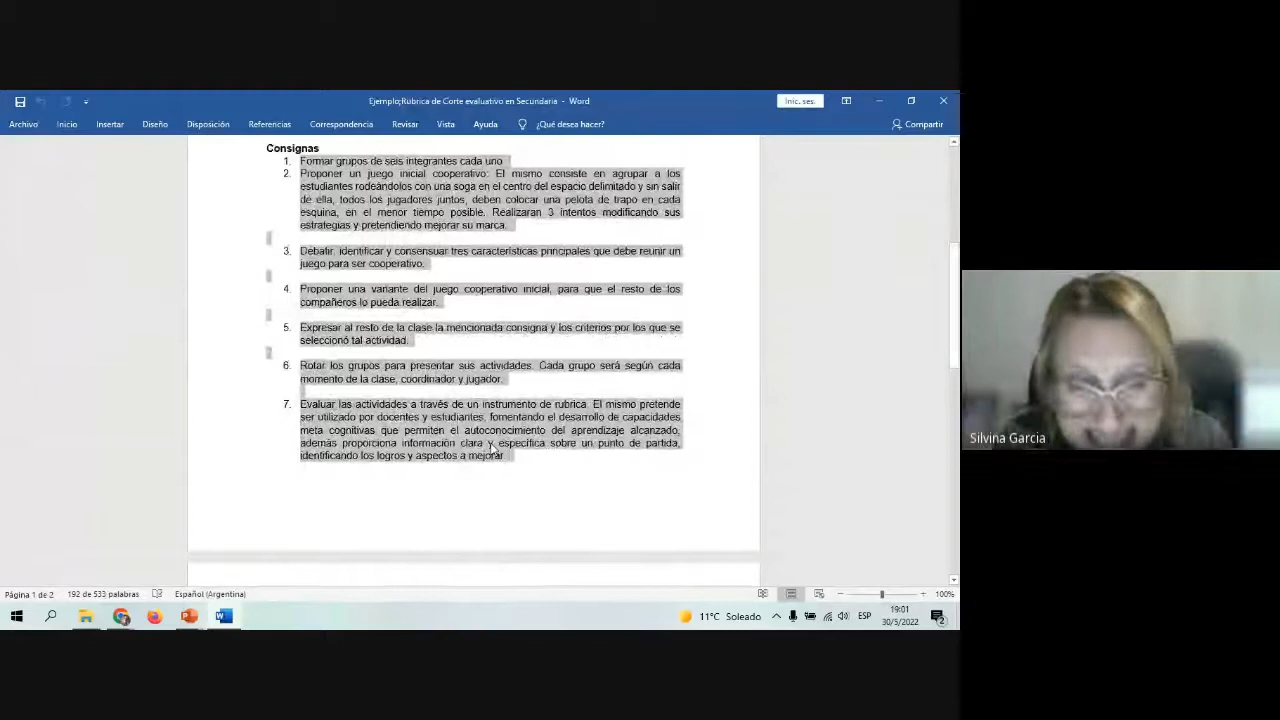 Ejemplo;Rubrica de Corte evaluativo en Secundaria - Word
Inic. ses.
Archivo Inicio Insertar Diseño Disposición Referencias Correspondencia Revisar Vista Ayuda ¿Qué desea hacer? Compartir
Consignas
1. Formar grupos de seis integrantes cada uno
2. Proponer un juego inicial cooperativo: El mismo consiste en agrupar a los
estudiantes rodeándolos con una soga en el centro del espacio delimitado y sin salir
de ella, todos los jugadores juntos, deben colocar una pelota de trapo en cada
esquina, en el menor tiempo posible. Realizaran 3 intentos modificando sus
estrategias y pretendiendo mejorar su marca.
3. Debatir, identificar y consensuar tres características principales que debe reunir un
juego para ser cooperativo.
4. Proponer una variante del juego cooperativo inicial, para que el resto de los
compañeros lo pueda realizar.
5. Expresar al resto de la clase la mencionada consigna y los criterios por los que se
seleccionó tal actividad.
6. Rotar los grupos para presentar sus actividades. Cada grupo será según cada
momento de la clase, coordinador y jugador.
7. Evaluar las actividades a través de un instrumento de rubrica. El mismo pretende
ser utilizado por docentes y estudiantes, fomentando el desarrollo de capacidades
meta cognitivas que permiten el autoconocimiento del aprendizaje alcanzado,
además proporciona información clara y específica sobre un punto de partida,
identificando los logros y aspectos a mejorar
Silvina Garcia
Página 1 de 2 192 de 533 palabras Español (Argentina) 100%
11°C Soleado ESP 19:01
30/5/2022
2